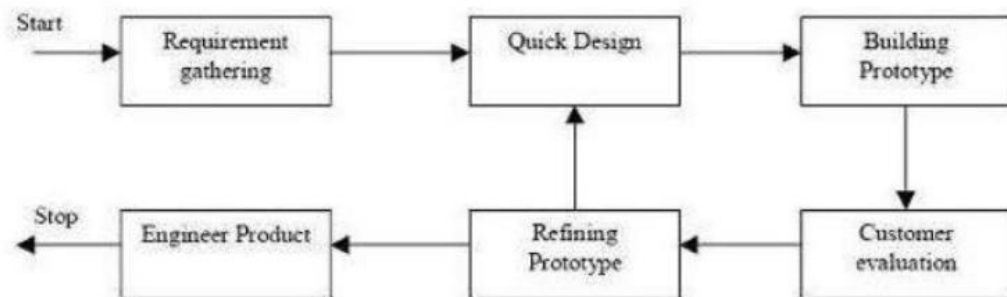 Start
Requirement
gathering
Quick Design
Building
Prototype
Stop
Engineer Product
Refining
Prototype
Customer
evaluation